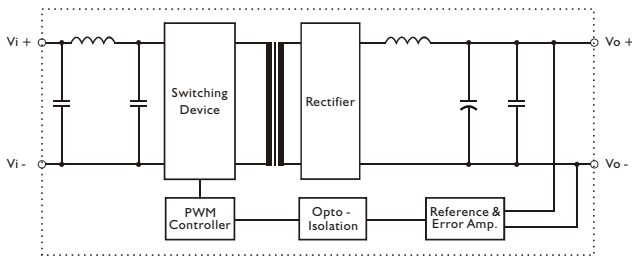 Vi +
Switching
Device
Rectifier
Vo +
Vi -
Vo -
PWM
Controller
Opto -
Isolation
Reference &
Error Amp.